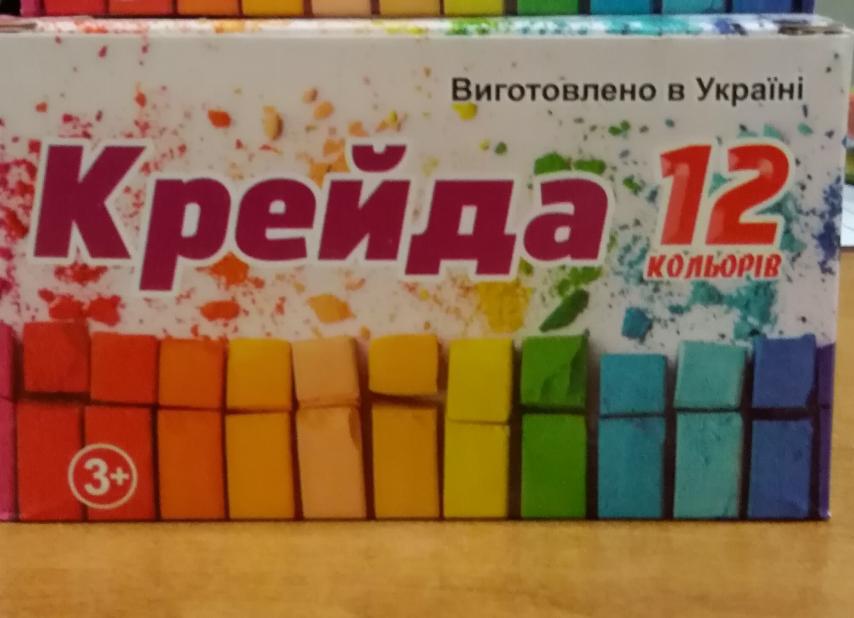 Виготовлено в Україні
Крейда 12
КОЛЬОРІВ
3+